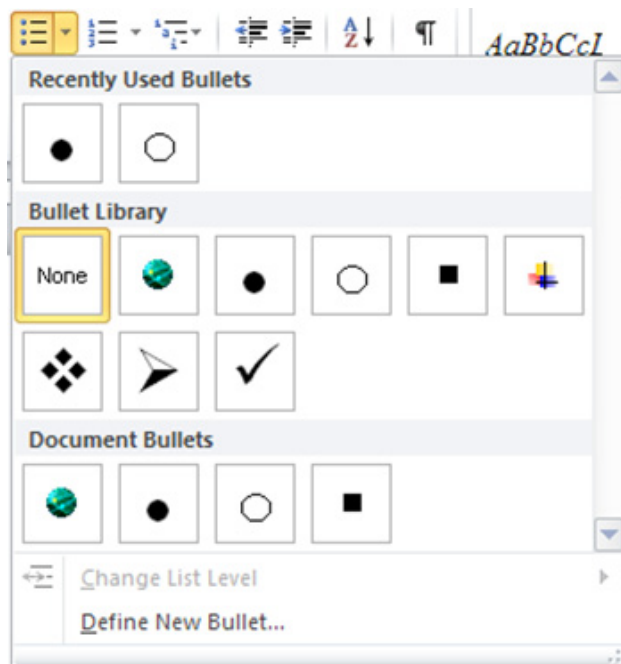 AaBbCcI
Recently Used Bullets
Bullet Library
None
Document Bullets
Change List Level
Define New Bullet...